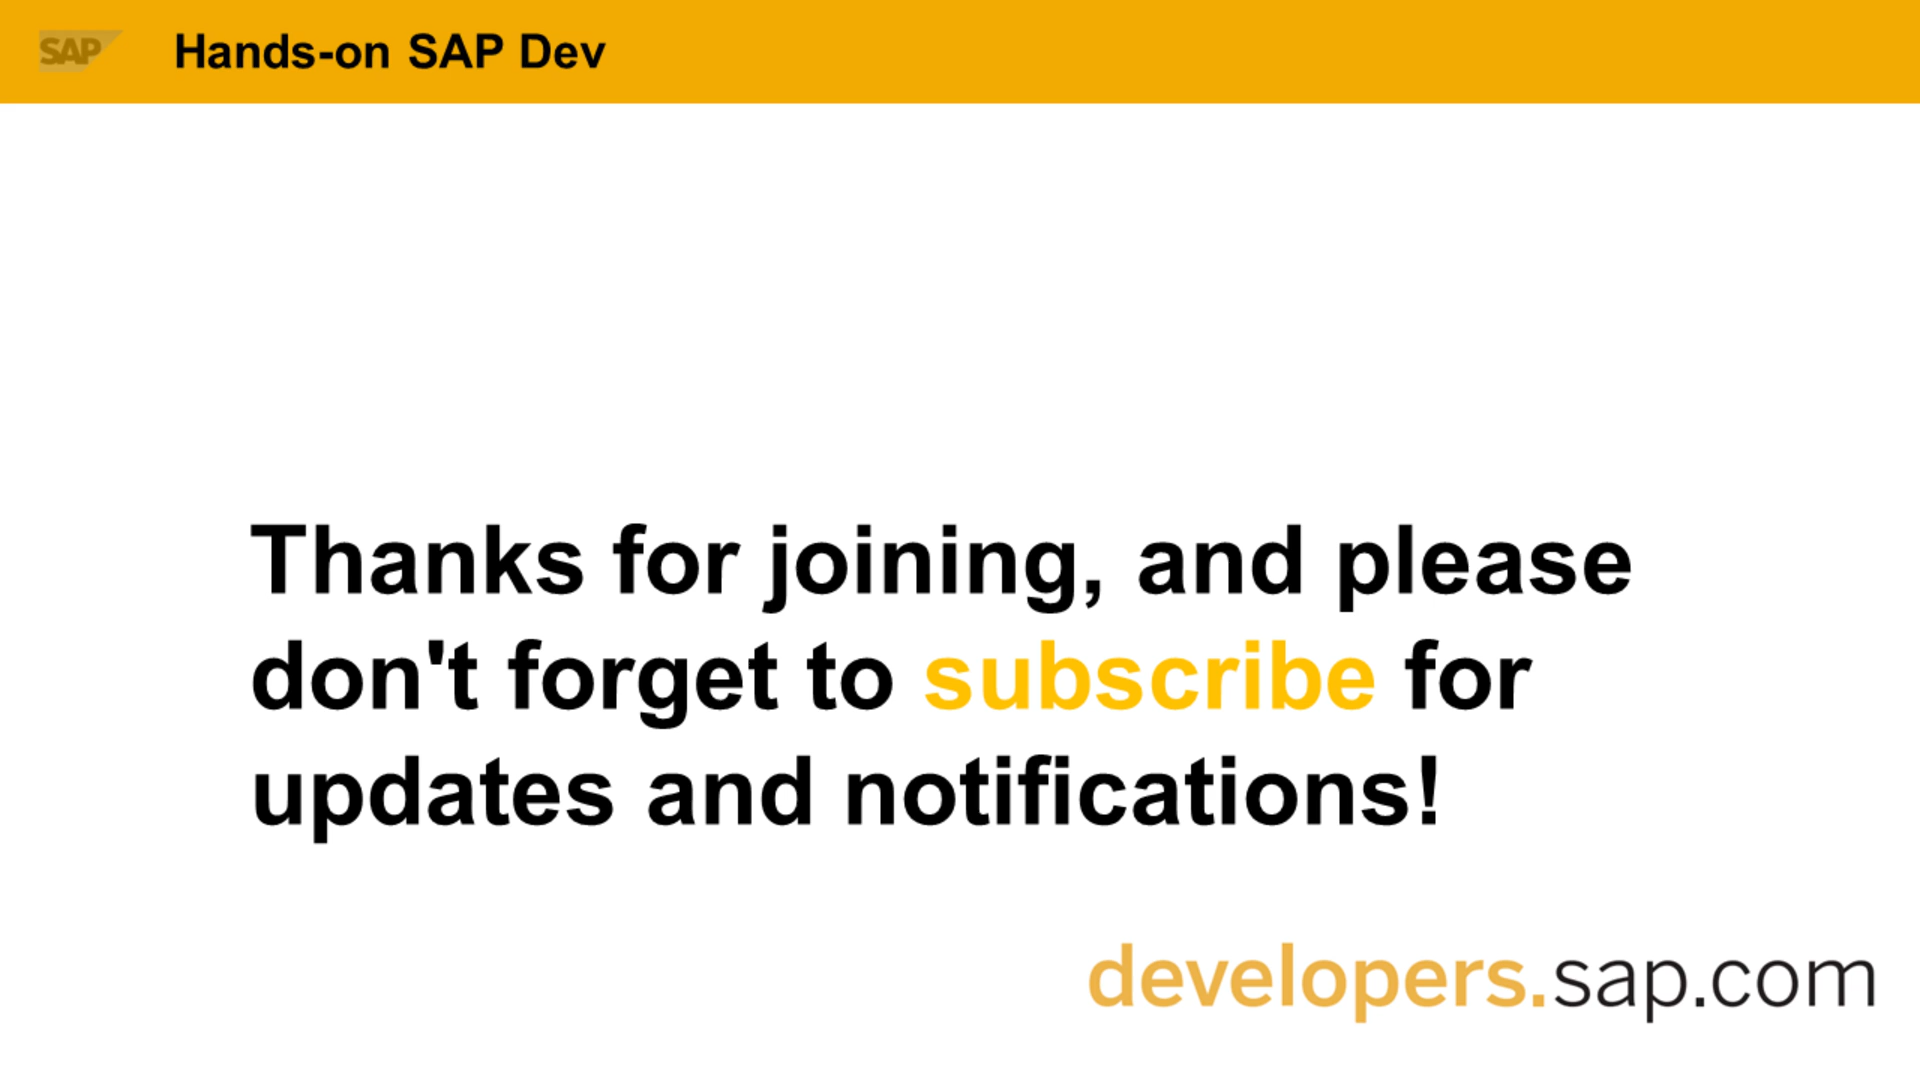 SAP Hands-on SAP Dev
Thanks for joining, and please
don't forget to subscribe for
updates and notifications!
developers.sap.com